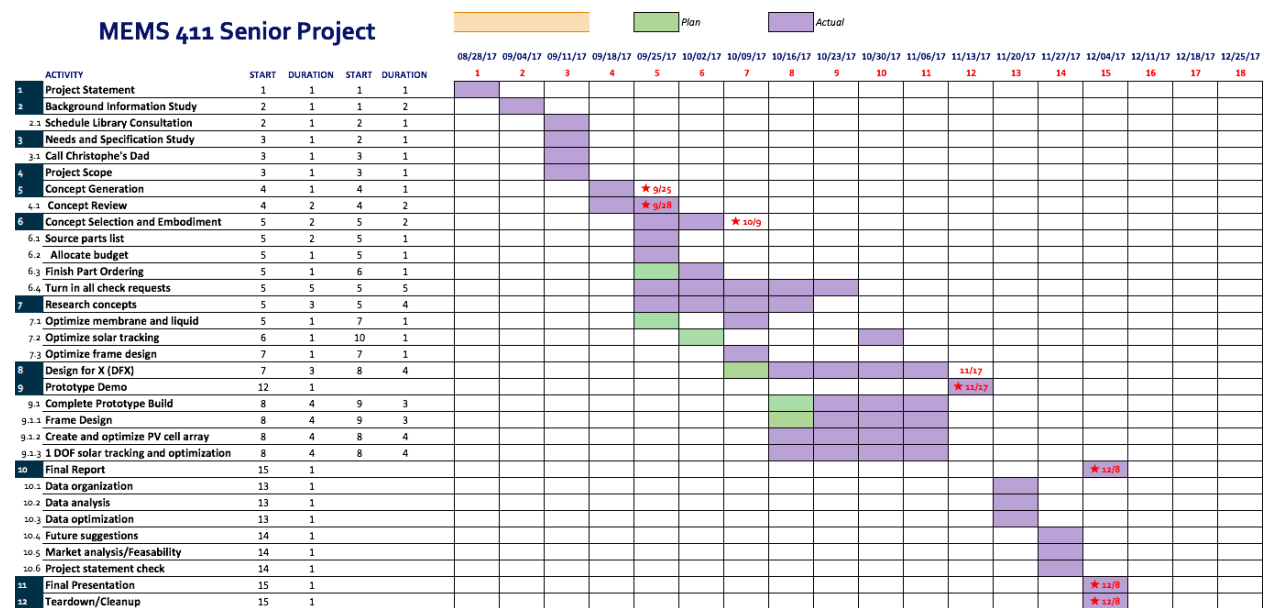 MEMS 411 Senior Project
Plan Actual
08/28/17 09/04/17 09/11/17 09/18/17 09/25/17 10/02/17 10/09/17 10/16/17 10/23/17 10/30/17 11/06/17 11/13/17 11/20/17 11/27/17 12/04/17 12/11/17 12/18/17 12/25/17
ACTIVITY START DURATION START DURATION 1 2 3 4 5 6 7 8 9 10 11 12 13 14 15 16 17 18
1 Project Statement 1 1 1 1
2 Background Information Study 2 1 1 2
2.1 Schedule Library Consultation 2 1 2 1
3 Needs and Specification Study 3 1 2 1
3.1 Call Christophe's Dad 3 1 3 1
4 Project Scope 3 1 3 1
5 Concept Generation 4 1 4 1 ★ 9/25
4.1 Concept Review 4 2 4 2 ★ 9/28
6 Concept Selection and Embodiment 5 2 5 2 ★ 10/9
6.1 Source parts list 5 2 5 1
6.2 Allocate budget 5 1 5 1
6.3 Finish Part Ordering 5 1 6 1
6.4 Turn in all check requests 5 5 5 5
7 Research concepts 5 3 5 4
7.1 Optimize membrane and liquid 5 1 7 1
7.2 Optimize solar tracking 6 1 10 1
7.3 Optimize frame design 7 1 7 1
8 Design for X (DFX) 7 3 8 4 11/17
9 Prototype Demo 12 1 ★ 11/17
9.1 Complete Prototype Build 8 4 9 3
9.1.1 Frame Design 8 4 9 3
9.1.2 Create and optimize PV cell array 8 4 8 4
9.1.3 1 DOF solar tracking and optimization 8 4 8 4
10 Final Report 15 1 ★ 12/8
10.1 Data organization 13 1
10.2 Data analysis 13 1
10.3 Data optimization 13 1
10.4 Future suggestions 14 1
10.5 Market analysis/Feasability 14 1
10.6 Project statement check 14 1
11 Final Presentation 15 1 ★ 12/8
12 Teardown/Cleanup 15 1 ★ 12/8